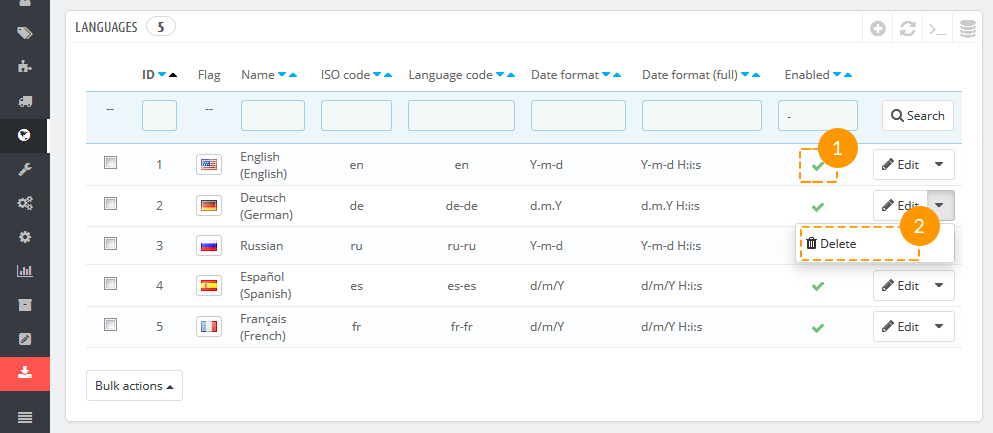 LANGUAGES 5
>_
ID Flag Name ISO code Language code Date format Date format (full) Enabled
-- -- - Search
1 English (English) en en Y-m-d Y-m-d H:i:s 1 Edit
2 Deutsch (German) de de-de d.m.Y d.m.Y H:i:s Edit
2
Delete
3 Russian ru ru-ru Y-m-d Y-m-d H:i:s
4 Español (Spanish) es es-es d/m/Y d/m/Y H:i:s Edit
5 Français (French) fr fr-fr d/m/Y d/m/Y H:i:s Edit
Bulk actions